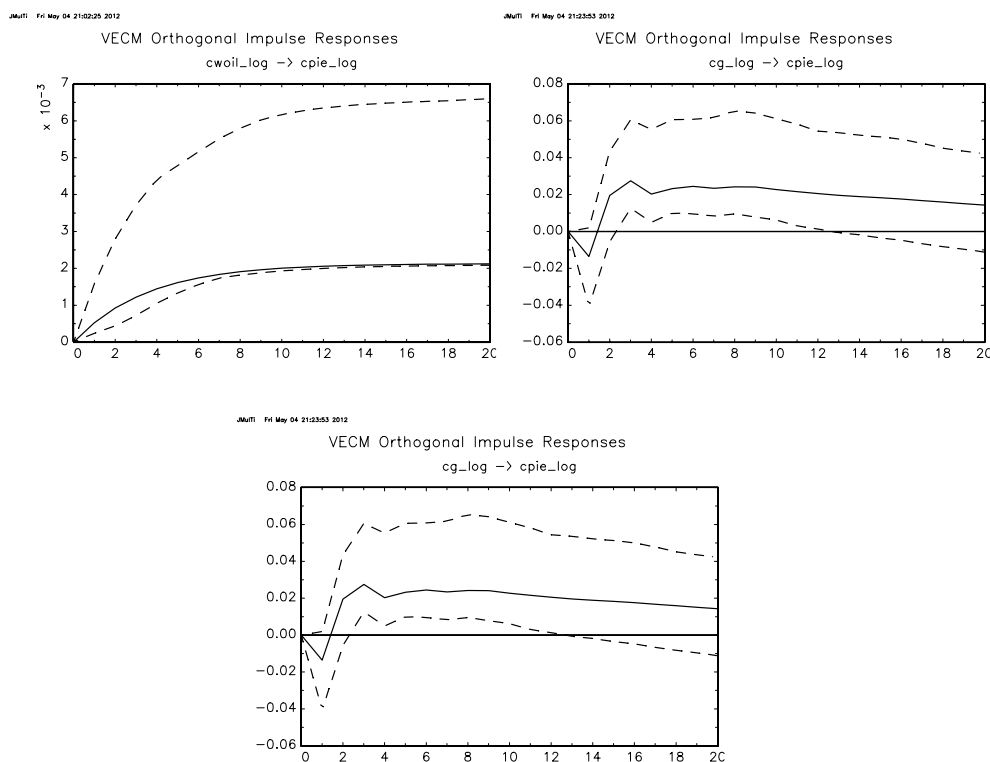 JMulTi Fri May 04 21:02:25 2012
VECM Orthogonal Impulse Responses
cwoil_log -> cpie_log
x 10-3
7
6
5
4
3
2
1
0
0 2 4 6 8 10 12 14 16 18 20
JMulTi Fri May 04 21:23:53 2012
VECM Orthogonal Impulse Responses
cg_log -> cpie_log
0.08
0.06
0.04
0.02
0.00
-0.02
-0.04
-0.06
0 2 4 6 8 10 12 14 16 18 20
JMulTi Fri May 04 21:23:53 2012
VECM Orthogonal Impulse Responses
cg_log -> cpie_log
0.08
0.06
0.04
0.02
0.00
-0.02
-0.04
-0.06
0 2 4 6 8 10 12 14 16 18 20